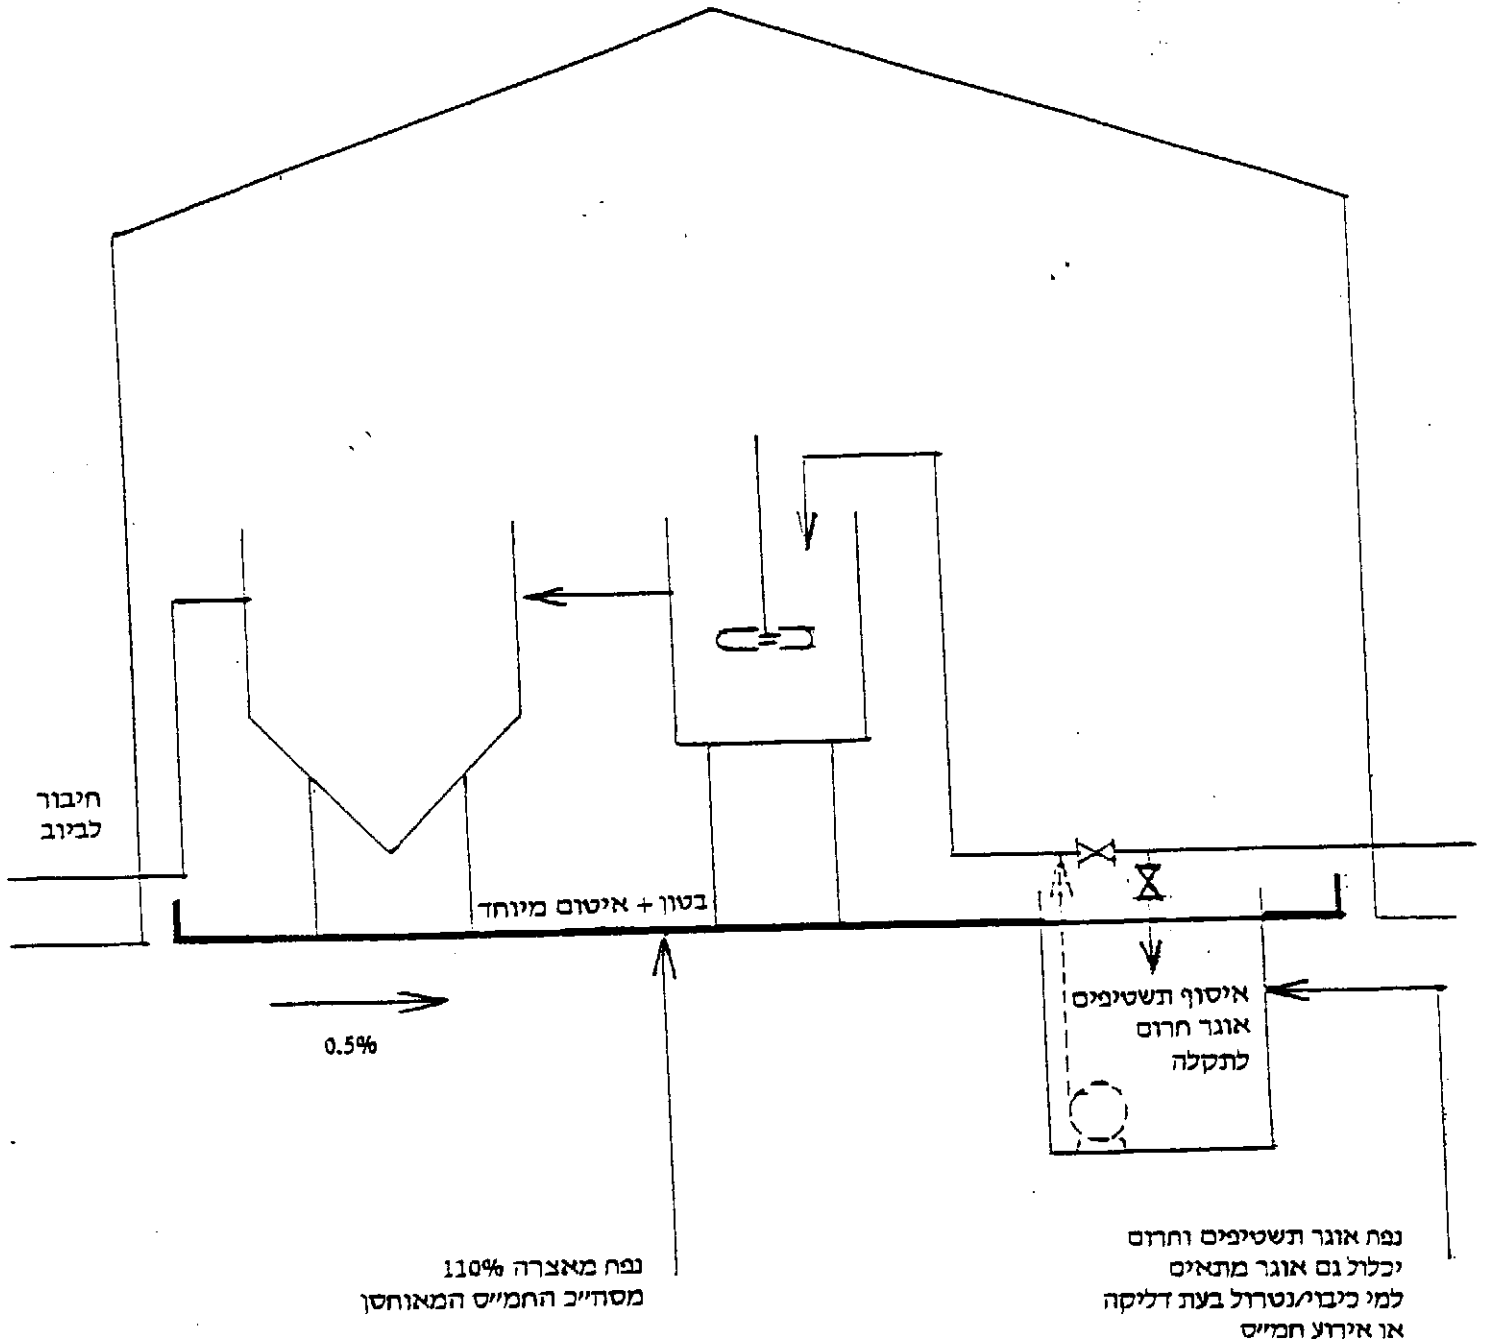 חיבור
לביוב
בטון + איטום מיוחד
0.5%
איסוף תשטיפים
אוגר חרום
לתקלה
נפח מאצרה 110%
מסה״כ החמ״ס המאוחסן
נפח אוגר תשטיפים וחרום
יכלול גם אוגר מתאים
למי כיבוי/נטרול בעת דליקה
או אירוע חמ״ס